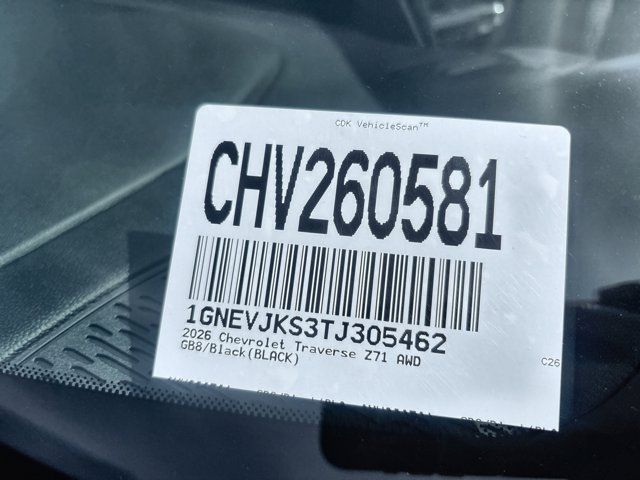 CDK VehicleScan™
CHV260581
1GNEVJKS3TJ305462
2026 Chevrolet Traverse Z71 AWD
GB8/Black(BLACK)
C26